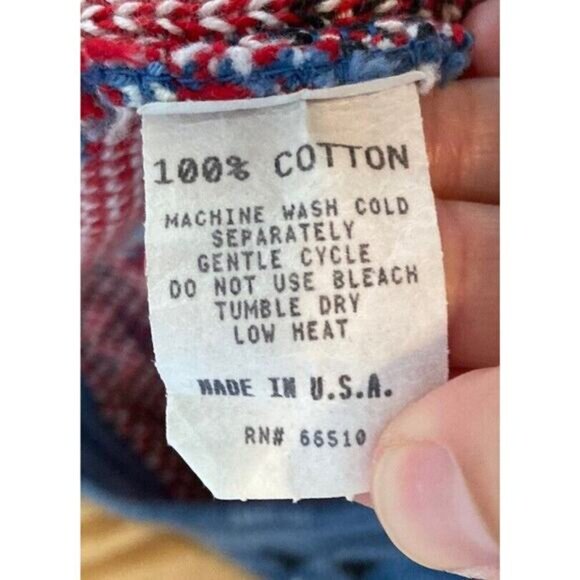 100% COTTON
MACHINE WASH COLD
SEPARATELY
GENTLE CYCLE
DO NOT USE BLEACH
TUMBLE DRY
LOW HEAT
MADE IN U.S.A.
RN# 66510